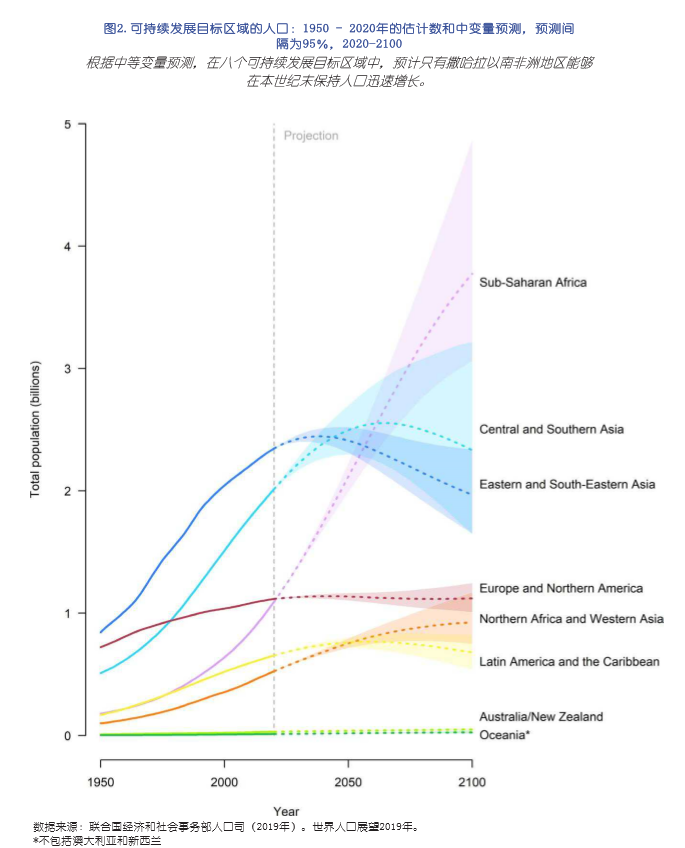 图2.可持续发展目标区域的人口：1950 - 2020年的估计数和中变量预测，预测间
隔为95%，2020-2100
根据中等变量预测，在八个可持续发展目标区域中，预计只有撒哈拉以南非洲地区能够
在本世纪末保持人口迅速增长。
5
Projection
4
Sub-Saharan Africa
3
Total population (billions)
Central and Southern Asia
2
Eastern and South-Eastern Asia
Europe and Northern America
1
Northern Africa and Western Asia
Latin America and the Caribbean
Australia/New Zealand
0
Oceania*
1950 2000 2050 2100
Year
数据来源：联合国经济和社会事务部人口司（2019年）。世界人口展望2019年。
*不包括澳大利亚和新西兰